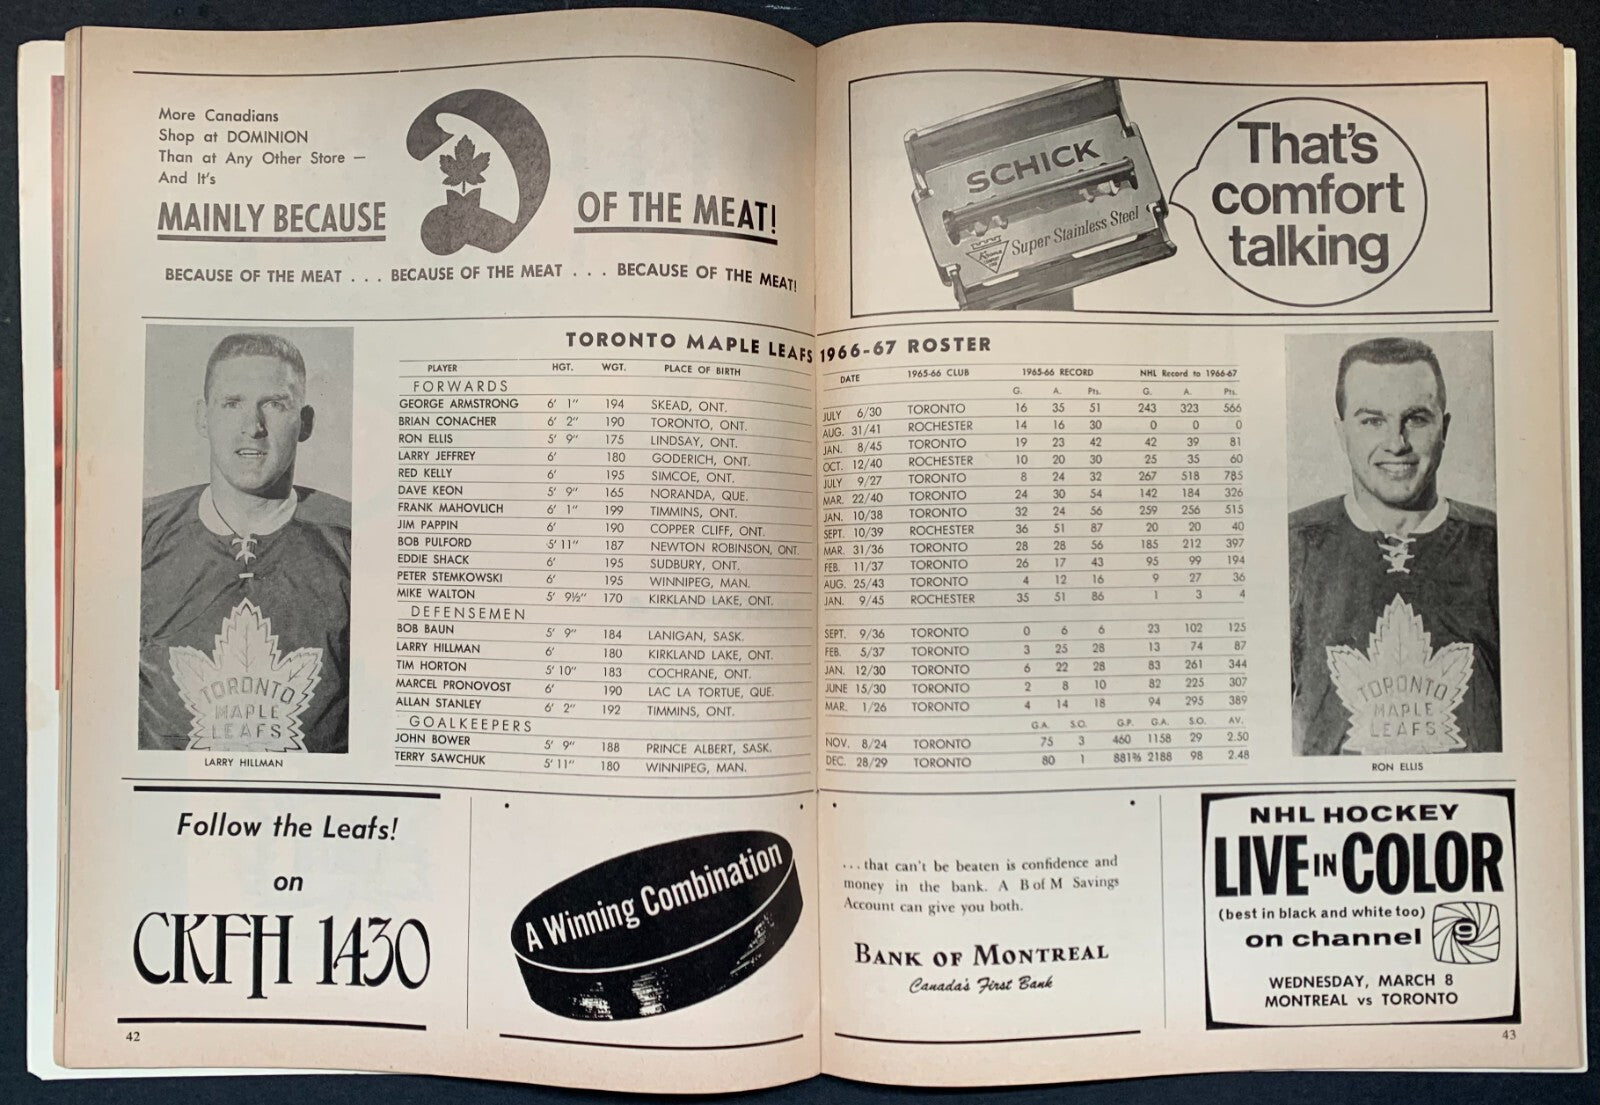 More Canadians
Shop at DOMINION
Than at Any Other Store —
And It's
MAINLY BECAUSE
OF THE MEAT!
BECAUSE OF THE MEAT . . . BECAUSE OF THE MEAT . . . BECAUSE OF THE MEAT!
SCHICK
Super Stainless Steel
That's
comfort
talking
TORONTO MAPLE LEAFS 1966-67 ROSTER
PLAYER HGT. WGT. PLACE OF BIRTH DATE 1965-66 CLUB 1965-66 RECORD NHL Record to 1966-67
FORWARDS G. A. Pts. G. A. Pts.
GEORGE ARMSTRONG 6' 1" 194 SKEAD, ONT. JULY 6/30 TORONTO 16 35 51 243 323 566
BRIAN CONACHER 6' 2" 190 TORONTO, ONT. AUG. 31/41 ROCHESTER 14 16 30 0 0 0
RON ELLIS 5' 9" 175 LINDSAY, ONT. JAN. 8/45 TORONTO 19 23 42 42 39 81
LARRY JEFFREY 6' 180 GODERICH, ONT. OCT. 12/40 ROCHESTER 10 20 30 25 35 60
RED KELLY 6' 195 SIMCOE, ONT. JULY 9/27 TORONTO 8 24 32 267 518 785
DAVE KEON 5' 9" 165 NORANDA, QUE. MAR. 22/40 TORONTO 24 30 54 142 184 326
FRANK MAHOVLICH 6' 1" 199 TIMMINS, ONT. JAN. 10/38 TORONTO 32 24 56 259 256 515
JIM PAPPIN 6' 190 COPPER CLIFF, ONT. SEPT. 10/39 ROCHESTER 36 51 87 20 20 40
BOB PULFORD 5' 11" 187 NEWTON ROBINSON, ONT. MAR. 31/36 TORONTO 28 28 56 185 212 397
EDDIE SHACK 6' 195 SUDBURY, ONT. FEB. 11/37 TORONTO 26 17 43 95 99 194
PETER STEMKOWSKI 6' 195 WINNIPEG, MAN. AUG. 25/43 TORONTO 4 12 16 9 27 36
MIKE WALTON 5' 9½" 170 KIRKLAND LAKE, ONT. JAN. 9/45 ROCHESTER 35 51 86 1 3 4
DEFENSEMEN
BOB BAUN 5' 9" 184 LANIGAN, SASK. SEPT. 9/36 TORONTO 0 6 6 23 102 125
LARRY HILLMAN 6' 180 KIRKLAND LAKE, ONT. FEB. 5/37 TORONTO 3 25 28 13 74 87
TIM HORTON 5' 10" 183 COCHRANE, ONT. JAN. 12/30 TORONTO 6 22 28 83 261 344
MARCEL PRONOVOST 6' 190 LAC LA TORTUE, QUE. JUNE 15/30 TORONTO 2 8 10 82 225 307
ALLAN STANLEY 6' 2" 192 TIMMINS, ONT. MAR. 1/26 TORONTO 4 14 18 94 295 389
GOALKEEPERS G.A. S.O. G.P. G.A. S.O. AV.
JOHN BOWER 5' 9" 188 PRINCE ALBERT, SASK. NOV. 8/24 TORONTO 75 3 460 1158 29 2.50
TERRY SAWCHUK 5' 11" 180 WINNIPEG, MAN. DEC. 28/29 TORONTO 80 1 881⅚ 2188 98 2.48
TORONTO
MAPLE
LEAFS
LARRY HILLMAN
TORONTO
MAPLE
LEAFS
RON ELLIS
Follow the Leafs!
on
CKFH 1430
A Winning Combination
. . . that can't be beaten is confidence and
money in the bank. A B of M Savings
Account can give you both.
BANK OF MONTREAL
Canada's First Bank
NHL HOCKEY
LIVE IN COLOR
(best in black and white too)
on channel 9
WEDNESDAY, MARCH 8
MONTREAL vs TORONTO
42
43